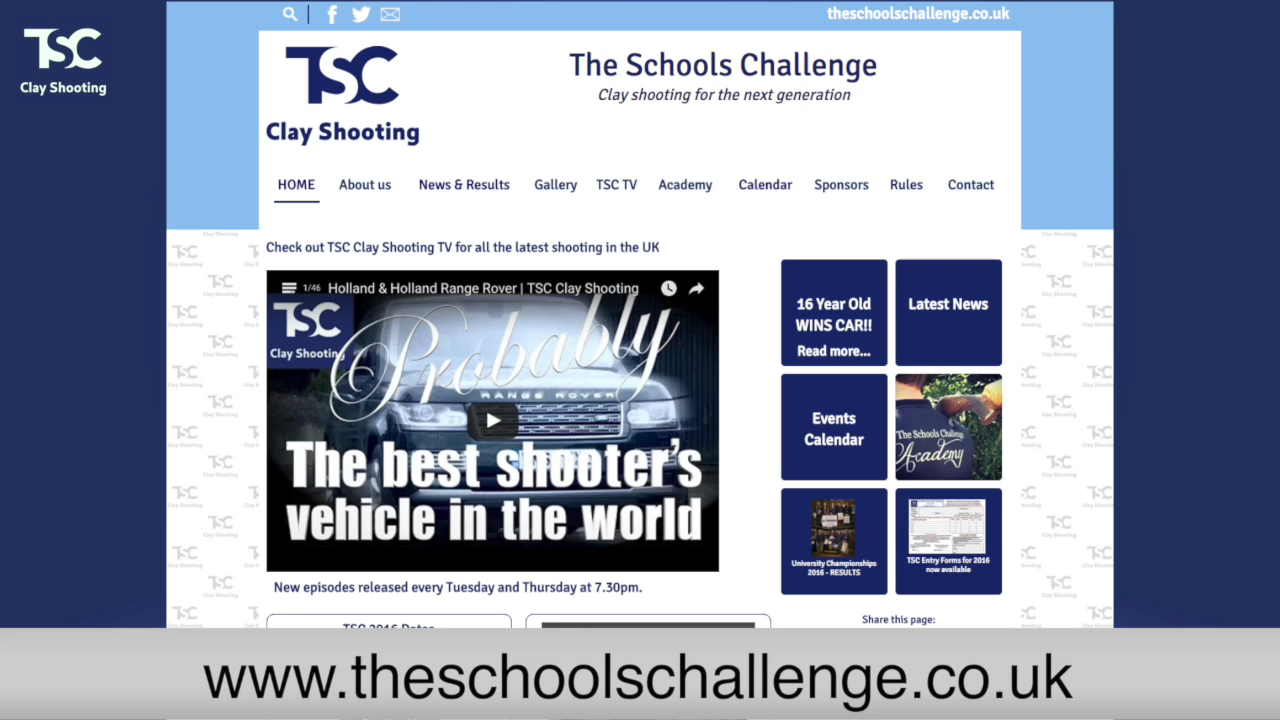 theschoolschallenge.co.uk
TSC
Clay Shooting
TSC
Clay Shooting
The Schools Challenge
Clay shooting for the next generation
HOME About us News & Results Gallery TSC TV Academy Calendar Sponsors Rules Contact
Check out TSC Clay Shooting TV for all the latest shooting in the UK
1/46 Holland & Holland Range Rover | TSC Clay Shooting
TSC
Clay Shooting
Probably
RANGE ROVER
The best shooter's
vehicle in the world
New episodes released every Tuesday and Thursday at 7.30pm.
16 Year Old
WINS CAR!!
Read more...
Latest News
Events
Calendar
The Schools Challenge
Academy
University Championships
2016 - RESULTS
TSC Entry Forms for 2016
now available
Share this page:
TSC 2016 Dates
www.theschoolschallenge.co.uk